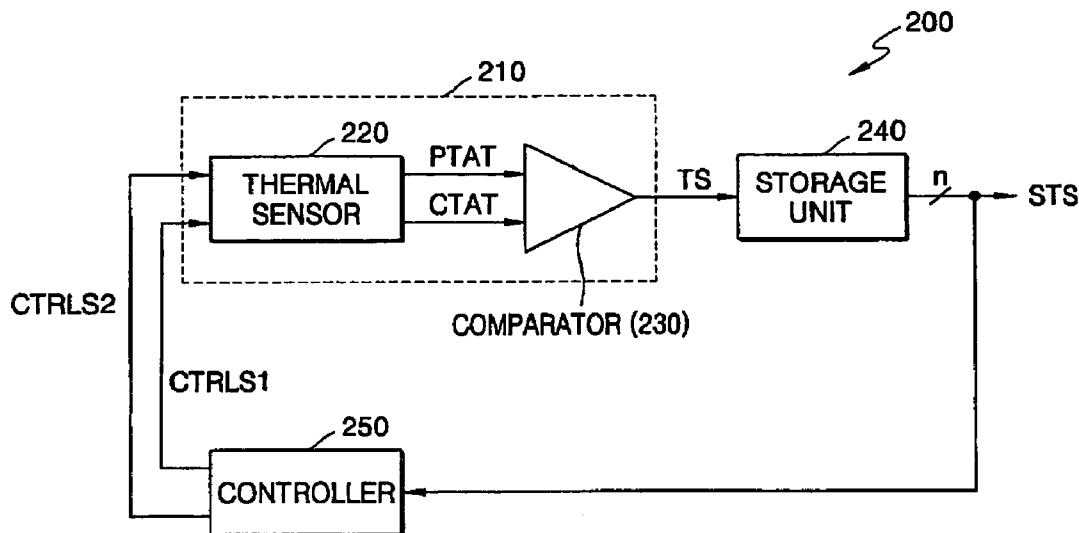 200
210
220
PTAT
240
THERMAL
SENSOR
CTAT
TS
STORAGE
UNIT
n
STS
CTRLS2
COMPARATOR (230)
CTRLS1
250
CONTROLLER